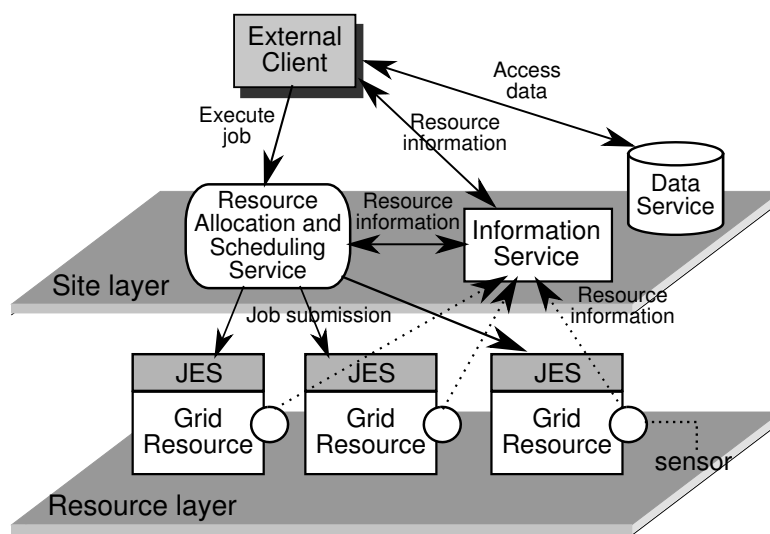 External
Client
Access
data
Execute
job
Resource
information
Data
Service
Resource
Allocation and
Scheduling
Service
Resource
information
Information
Service
Site layer
Job submission
Resource
information
JES
JES
JES
Grid
Resource
Grid
Resource
Grid
Resource
sensor
Resource layer